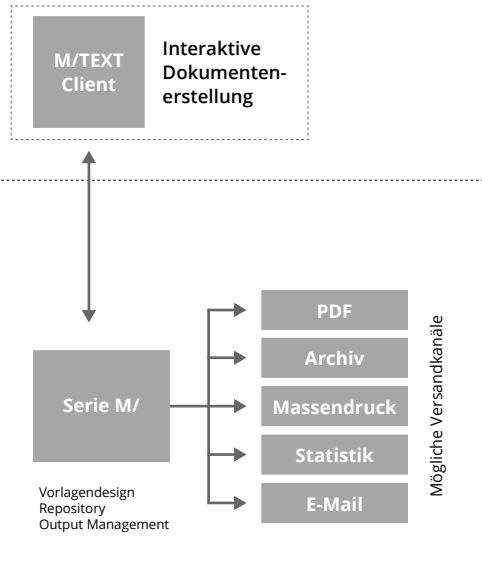 M/TEXT
Client
Interaktive
Dokumenten-
erstellung
Serie M/
Vorlagendesign
Repository
Output Management
PDF
Archiv
Massendruck
Statistik
E-Mail
Mögliche Versandkanäle